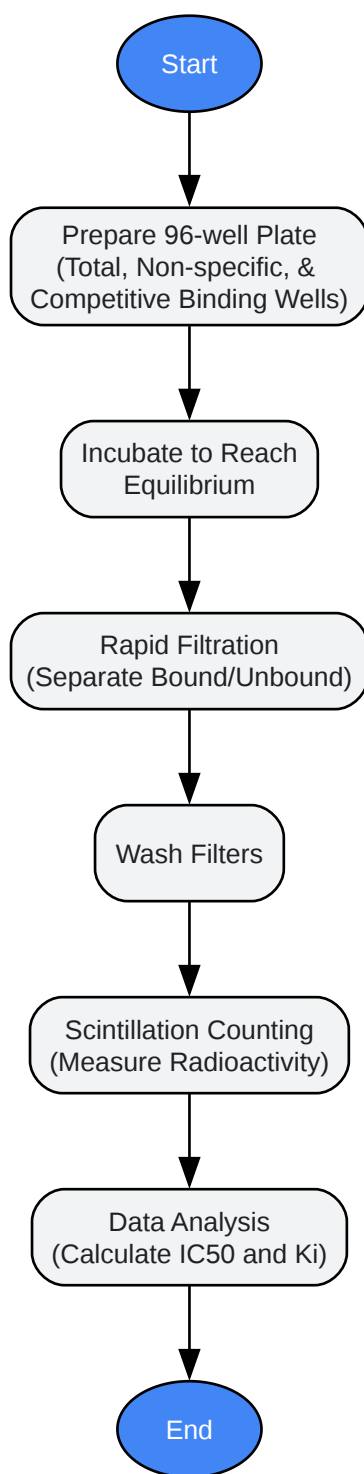 Start
Prepare 96-well Plate
(Total, Non-specific, &
Competitive Binding Wells)
Incubate to Reach
Equilibrium
Rapid Filtration
(Separate Bound/Unbound)
Wash Filters
Scintillation Counting
(Measure Radioactivity)
Data Analysis
(Calculate IC50 and Ki)
End